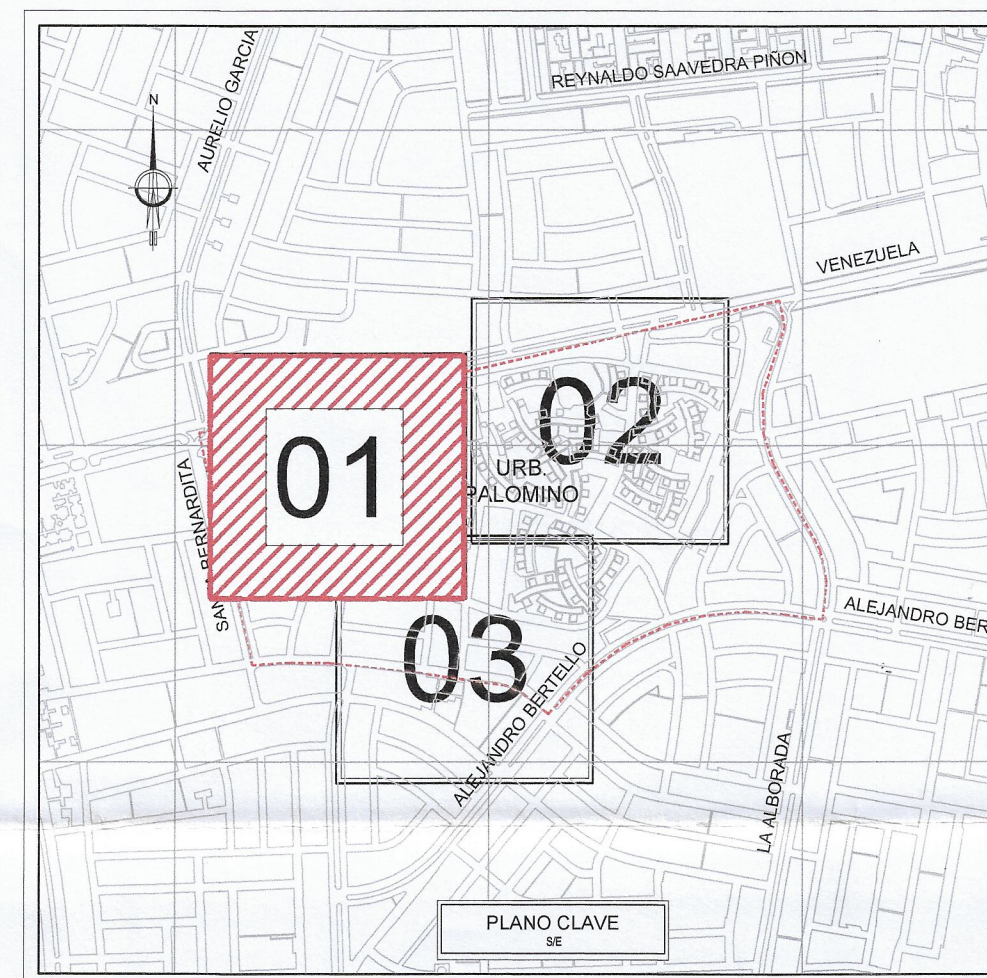 REYNALDO SAAVEDRA PIÑON
AURELIO GARCIA
N
VENEZUELA
02
01
URB.
PALOMINO
BERNARDITA
ALEJANDRO BER
03
ALEJANDRO BERTELLO
LA ALBORADA
PLANO CLAVE
S/E